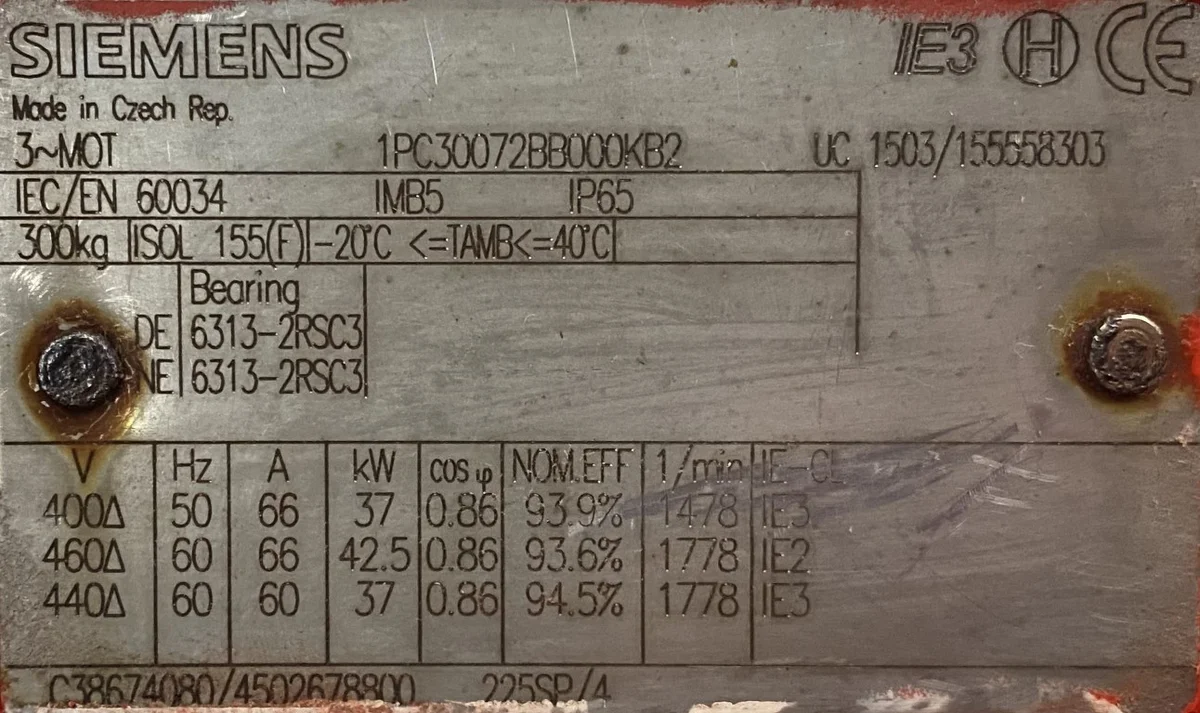 SIEMENS IE3 H CE
Made in Czech Rep.
3~MOT 1PC30072BB000KB2 UC 1503/155558303
IEC/EN 60034 IMB5 IP65
300kg ISOL 155(F) -20°C <=TAMB<=40°C
Bearing
DE 6313-2RSC3
NE 6313-2RSC3
V Hz A kW cos φ NOM.EFF 1/min IE-CL
400Δ 50 66 37 0.86 93.9% 1478 IE3
460Δ 60 66 42.5 0.86 93.6% 1778 IE2
440Δ 60 60 37 0.86 94.5% 1778 IE3
C38674080/4502678800 225SP/4